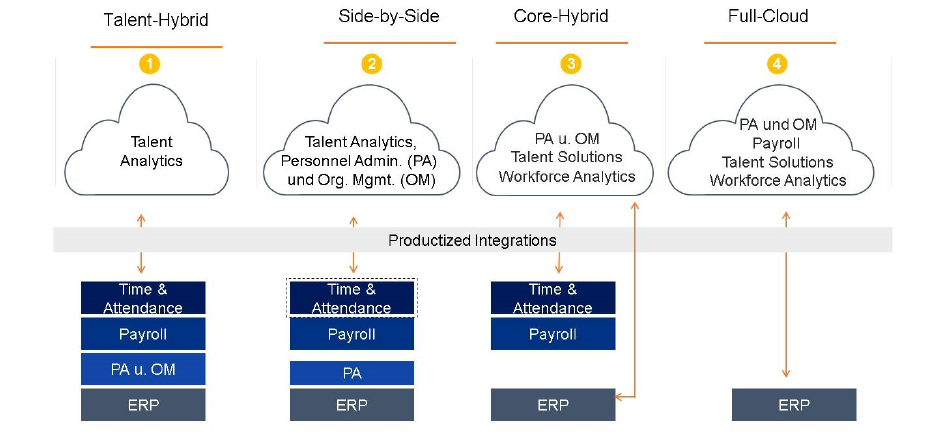 Talent-Hybrid
Side-by-Side
Core-Hybrid
Full-Cloud
1
2
3
4
Talent
Analytics
Talent Analytics,
Personnel Admin. (PA)
und Org. Mgmt. (OM)
PA u. OM
Talent Solutions
Workforce Analytics
PA und OM
Payroll
Talent Solutions
Workforce Analytics
Productized Integrations
Time &
Attendance
Payroll
PA u. OM
ERP
Time &
Attendance
Payroll
PA
ERP
Time &
Attendance
Payroll
ERP
ERP